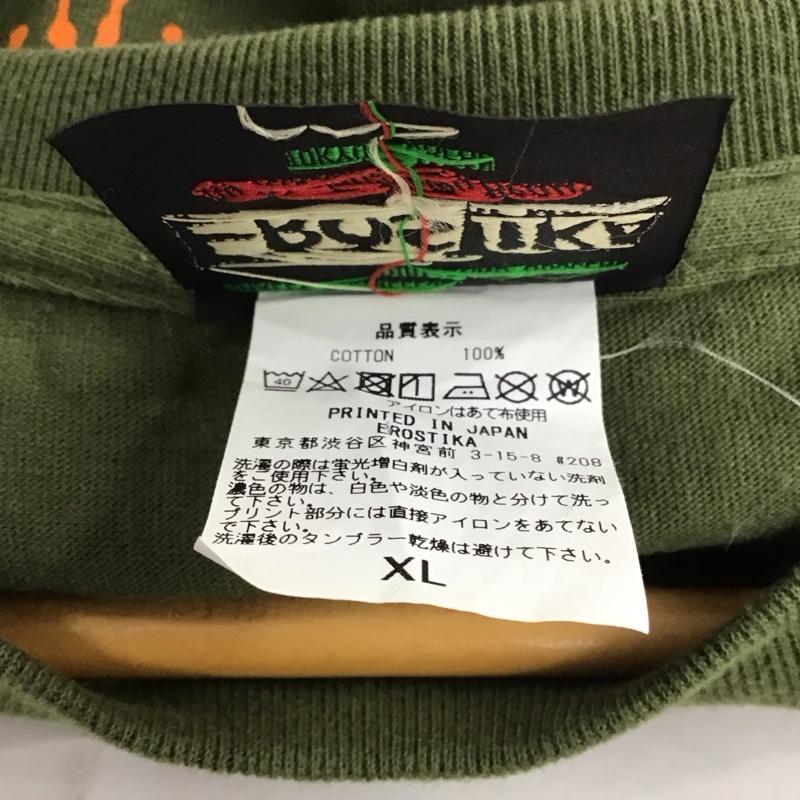 品質表示
COTTON 100%
40
アイロンはあて布使用
PRINTED IN JAPAN
EROSTIKA
東京都渋谷区神宮前 3-15-8 #208
洗濯の際は蛍光増白剤が入っていない洗剤
をご使用下さい。
濃色の物は、白色や淡色の物と分けて洗っ
て下さい。
プリント部分には直接アイロンをあてない
で下さい。
洗濯後のタンブラー乾燥は避けて下さい。
XL